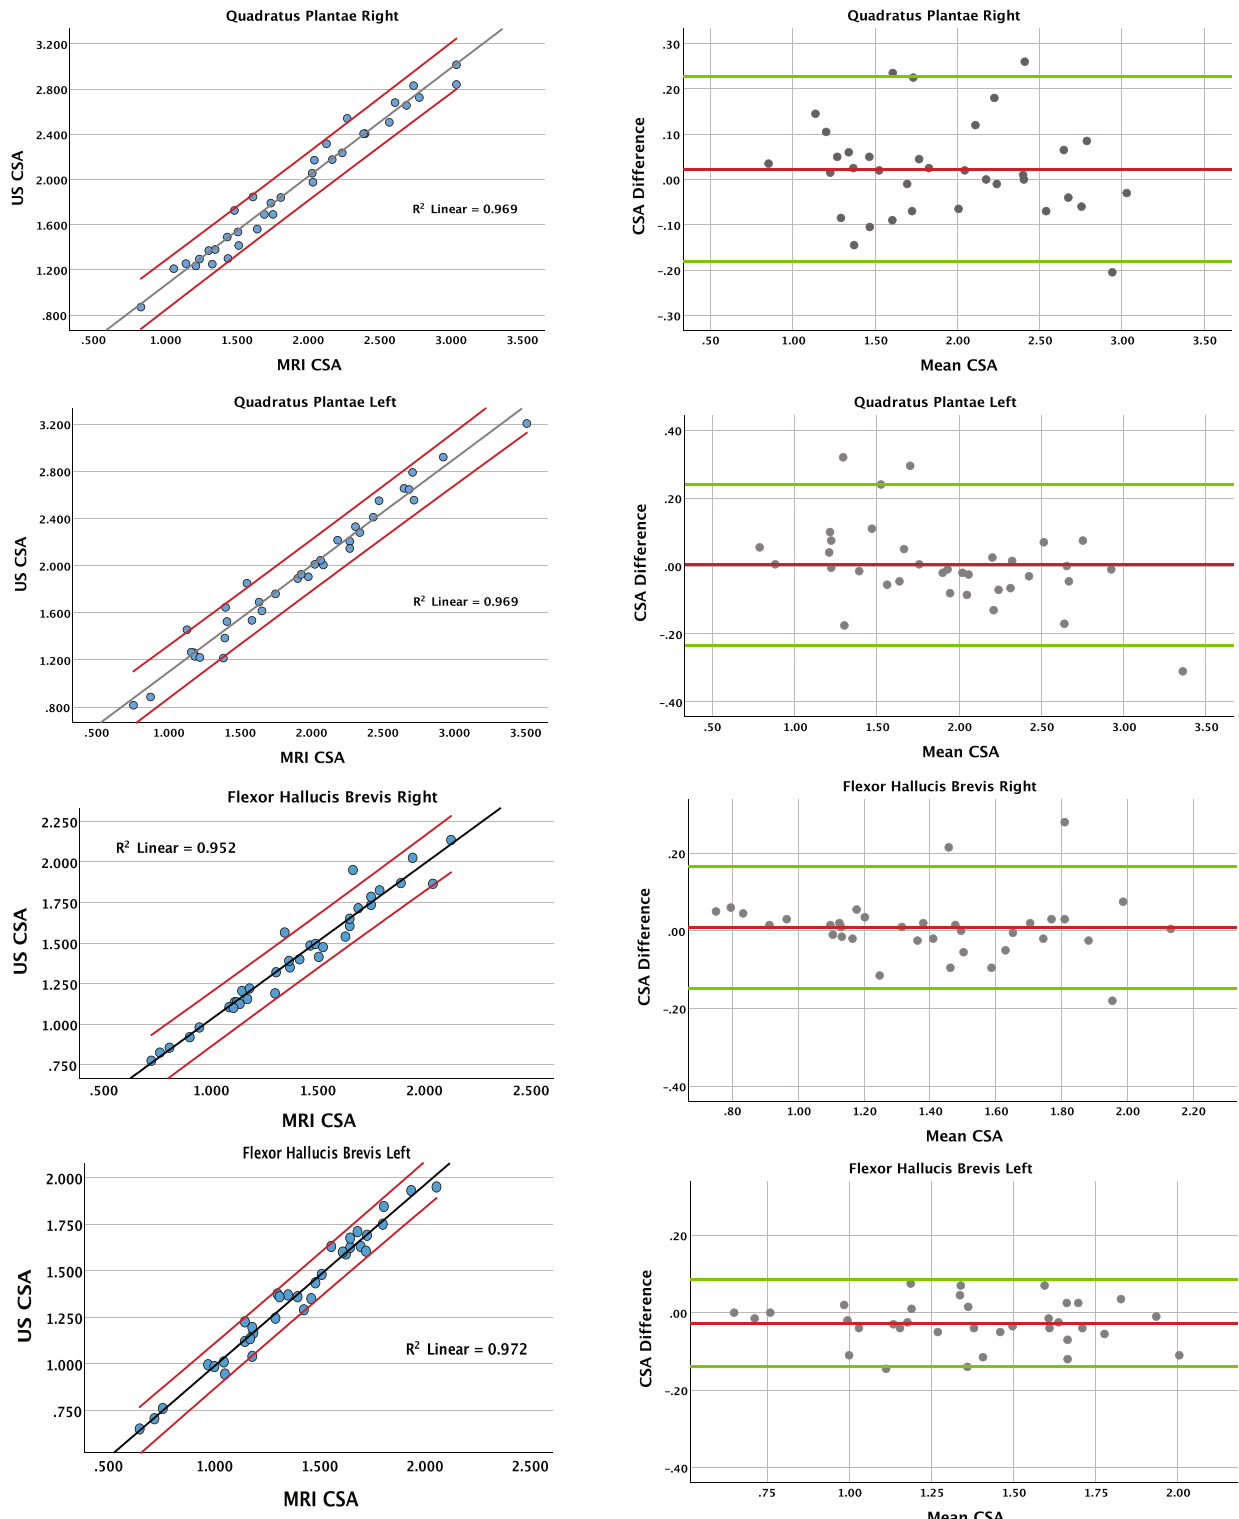 Quadratus Plantae Right
3.200
2.800
2.400
2.000
1.600
1.200
.800
US CSA
R2 Linear = 0.969
.500 1.000 1.500 2.000 2.500 3.000 3.500
MRI CSA
Quadratus Plantae Right
.30
.20
.10
.00
-.10
-.20
-.30
CSA Difference
.50 1.00 1.50 2.00 2.50 3.00 3.50
Mean CSA
Quadratus Plantae Left
3.200
2.800
2.400
2.000
1.600
1.200
.800
US CSA
R2 Linear = 0.969
.500 1.000 1.500 2.000 2.500 3.000 3.500
MRI CSA
Quadratus Plantae Left
.40
.20
.00
-.20
-.40
CSA Difference
.50 1.00 1.50 2.00 2.50 3.00 3.50
Mean CSA
Flexor Hallucis Brevis Right
2.250
2.000
1.750
1.500
1.250
1.000
.750
US CSA
R2 Linear = 0.952
.500 1.000 1.500 2.000 2.500
MRI CSA
Flexor Hallucis Brevis Right
.20
.00
-.20
-.40
CSA Difference
.80 1.00 1.20 1.40 1.60 1.80 2.00 2.20
Mean CSA
Flexor Hallucis Brevis Left
2.000
1.750
1.500
1.250
1.000
.750
US CSA
R2 Linear = 0.972
.500 1.000 1.500 2.000 2.500
MRI CSA
Flexor Hallucis Brevis Left
.20
.00
-.20
-.40
CSA Difference
.75 1.00 1.25 1.50 1.75 2.00
Mean CSA